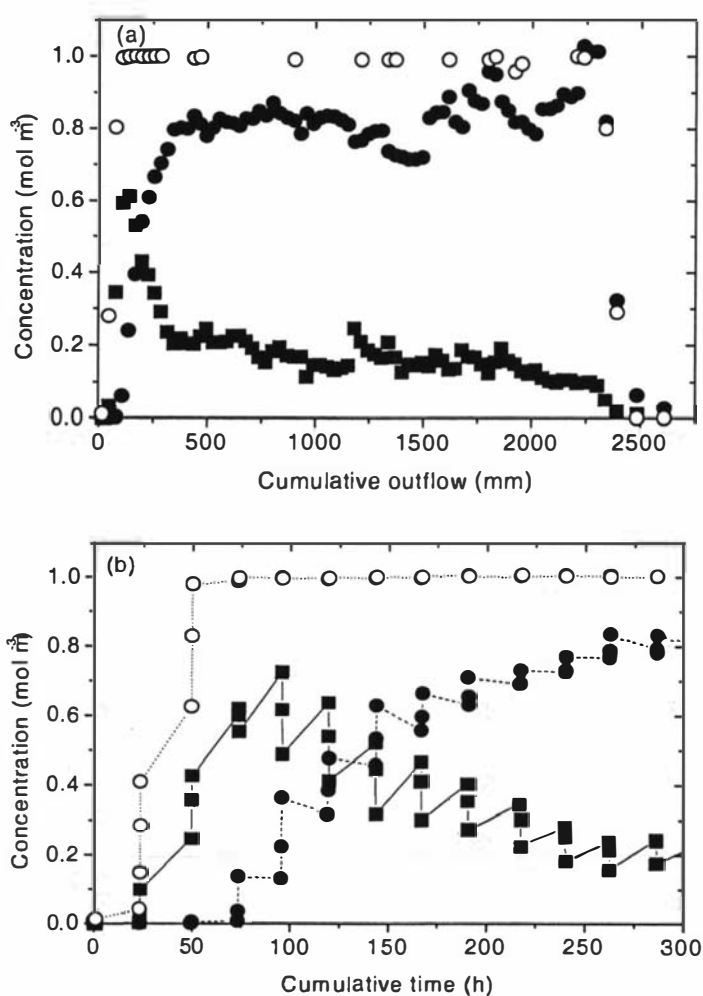 (a)
1.0
0.8
0.6
0.4
0.2
0.0
Concentration (mol m⁻³)
0 500 1000 1500 2000 2500
Cumulative outflow (mm)
(b)
1.0
0.8
0.6
0.4
0.2
0.0
Concentration (mol m⁻³)
0 50 100 150 200 250 300
Cumulative time (h)